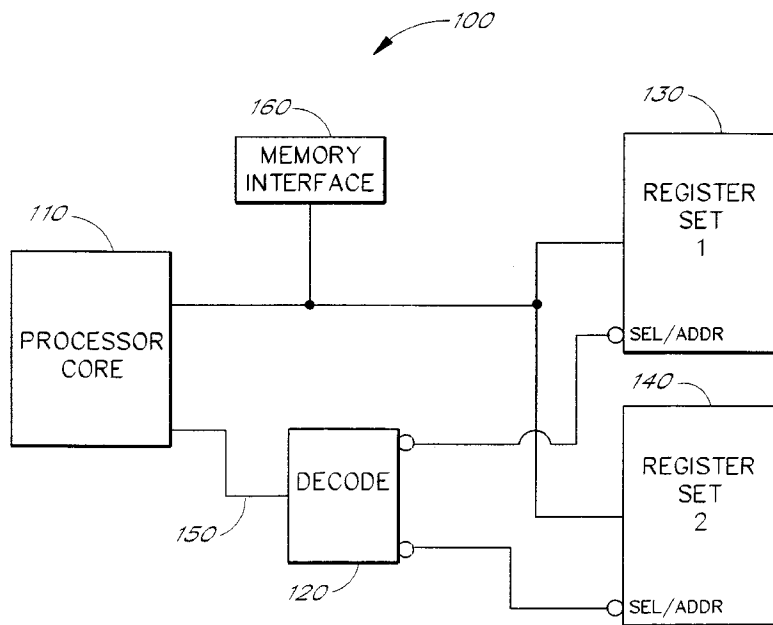 100
160
MEMORY
INTERFACE
130
REGISTER
SET
1
SEL/ADDR
110
PROCESSOR
CORE
140
REGISTER
SET
2
SEL/ADDR
DECODE
150
120